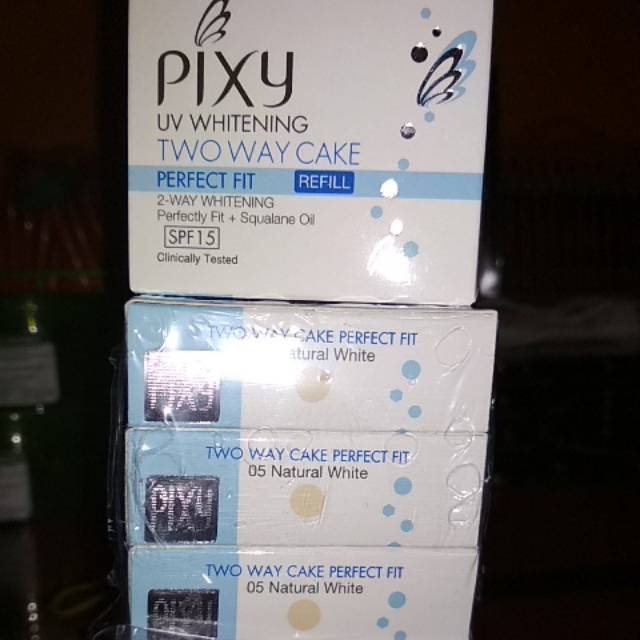 PIXY
UV WHITENING
TWO WAY CAKE
PERFECT FIT REFILL
2-WAY WHITENING
Perfectly Fit + Squalane Oil
SPF15
Clinically Tested
TWO WAY CAKE PERFECT FIT
Natural White
PIXY
TWO WAY CAKE PERFECT FIT
05 Natural White
PIXY
TWO WAY CAKE PERFECT FIT
05 Natural White
PIXY